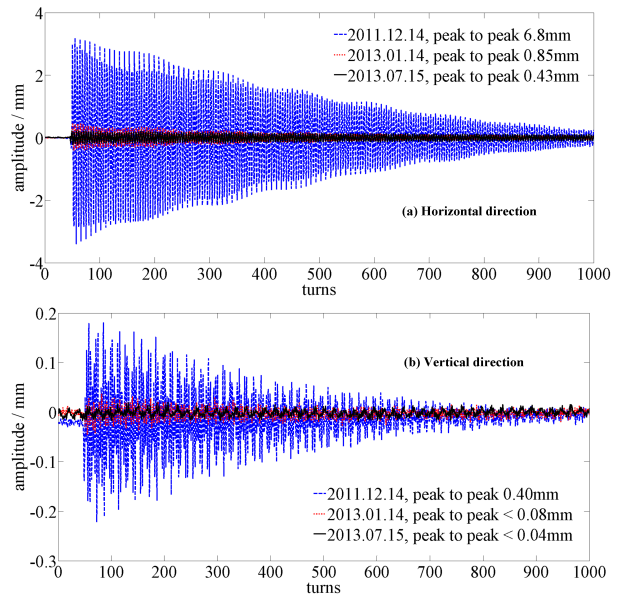 4
2
0
-2
-4
amplitude / mm
2011.12.14, peak to peak 6.8mm
2013.01.14, peak to peak 0.85mm
2013.07.15, peak to peak 0.43mm
(a) Horizontal direction
0 100 200 300 400 500 600 700 800 900 1000
turns
0.2
0.1
0
-0.1
-0.2
-0.3
amplitude / mm
(b) Vertical direction
2011.12.14, peak to peak 0.40mm
2013.01.14, peak to peak < 0.08mm
2013.07.15, peak to peak < 0.04mm
0 100 200 300 400 500 600 700 800 900 1000
turns